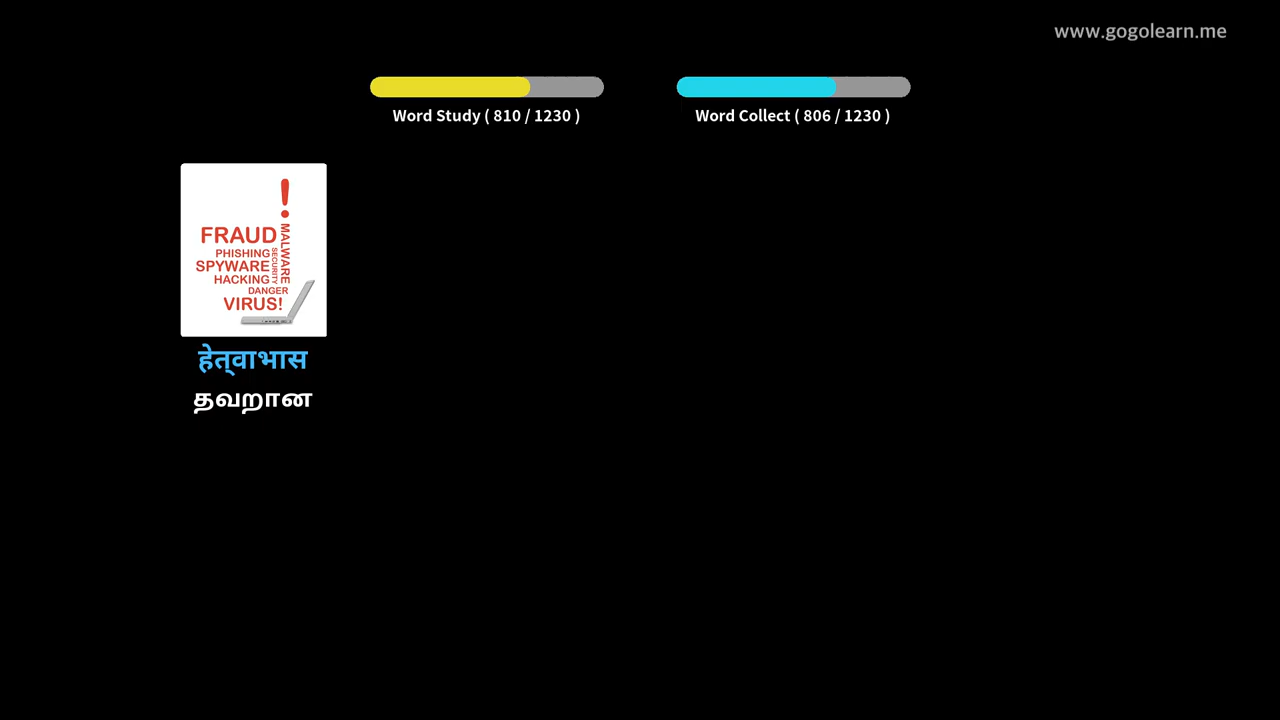 www.gogolearn.me
Word Study ( 810 / 1230 )
Word Collect ( 806 / 1230 )
!
FRAUD
PHISHING
SPYWARE
HACKING
DANGER
VIRUS!
SECURITY
MALWARE
हेत्‌वाभास
தவறான